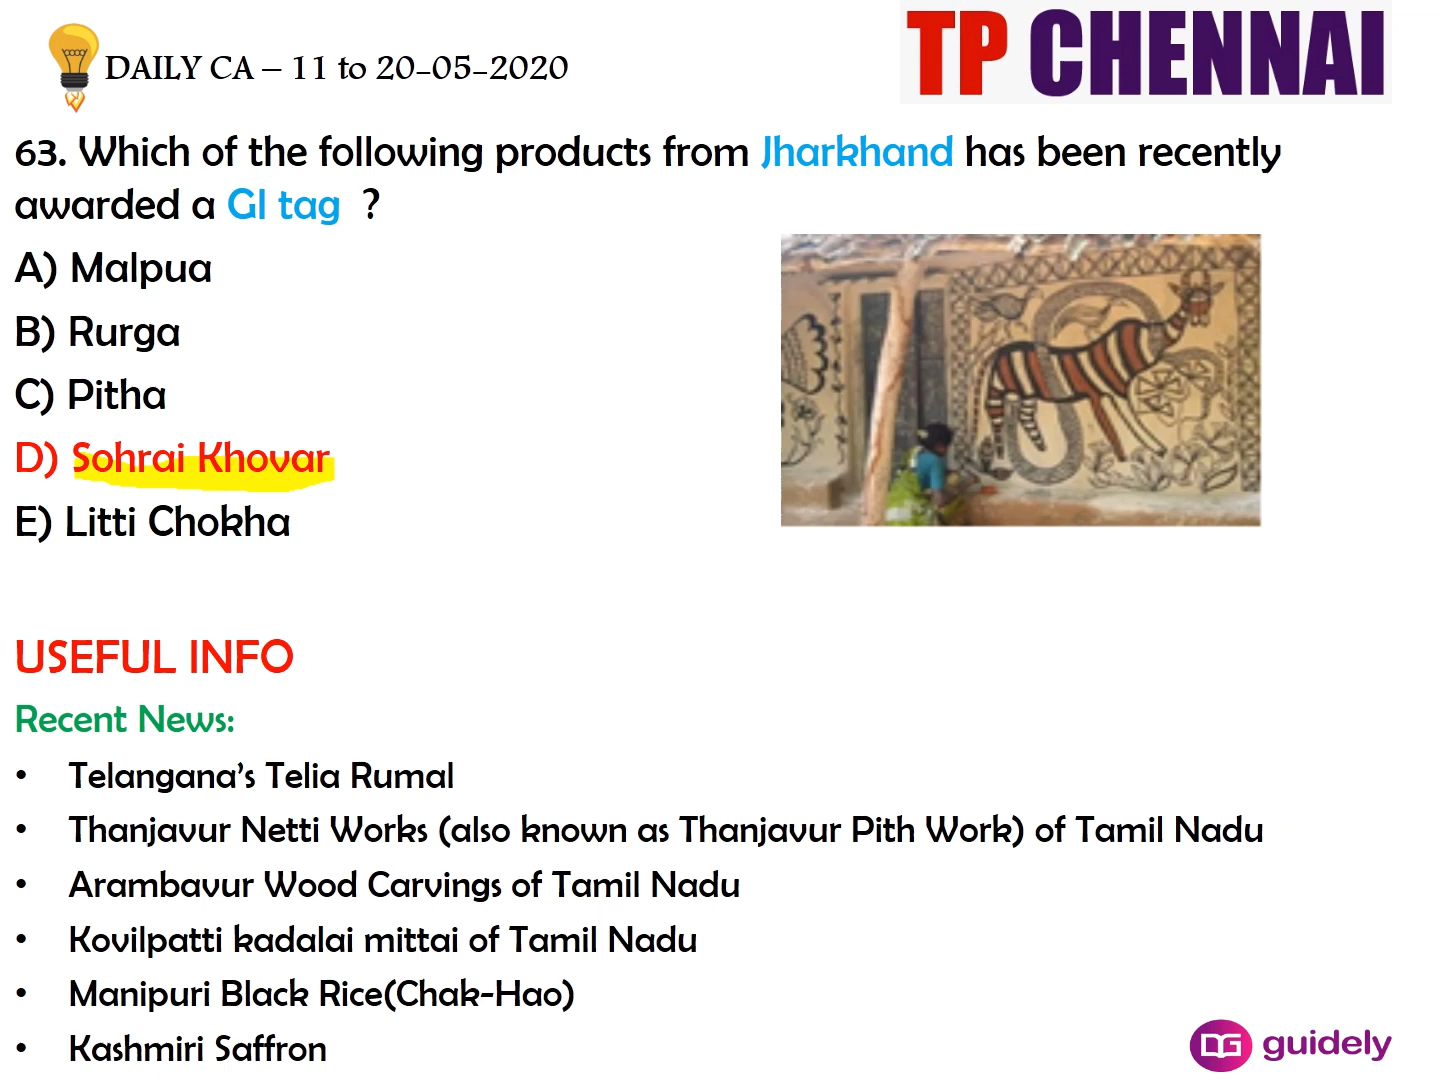 DAILY CA – 11 to 20-05-2020
TP CHENNAI
63. Which of the following products from Jharkhand has been recently
awarded a GI tag ?
A) Malpua
B) Rurga
C) Pitha
D) Sohrai Khovar
E) Litti Chokha
USEFUL INFO
Recent News:
• Telangana’s Telia Rumal
• Thanjavur Netti Works (also known as Thanjavur Pith Work) of Tamil Nadu
• Arambavur Wood Carvings of Tamil Nadu
• Kovilpatti kadalai mittai of Tamil Nadu
• Manipuri Black Rice(Chak-Hao)
• Kashmiri Saffron
guidely